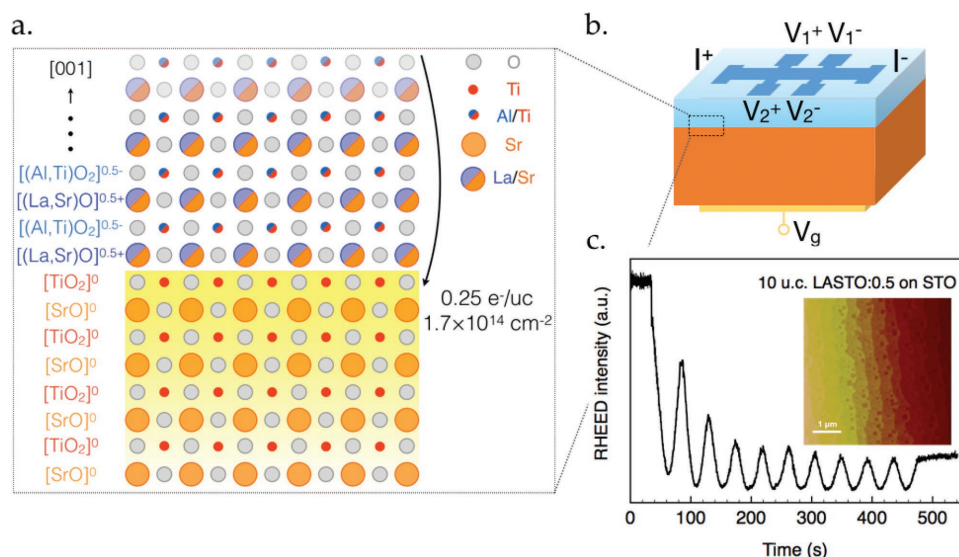 a.
[001]
[(Al,Ti)O₂]⁰·⁵⁻
[(La,Sr)O]⁰·⁵⁺
[(Al,Ti)O₂]⁰·⁵⁻
[(La,Sr)O]⁰·⁵⁺
[TiO₂]⁰
[SrO]⁰
[TiO₂]⁰
[SrO]⁰
[TiO₂]⁰
[SrO]⁰
[TiO₂]⁰
[SrO]⁰
O
Ti
Al/Ti
Sr
La/Sr
0.25 e⁻/uc
1.7×10¹⁴ cm⁻²
b.
V₁⁺ V₁⁻
I⁺ I⁻
V₂⁺ V₂⁻
Vg
c.
10 u.c. LASTO:0.5 on STO
1 µm
RHEED intensity (a.u.)
0 100 200 300 400 500
Time (s)